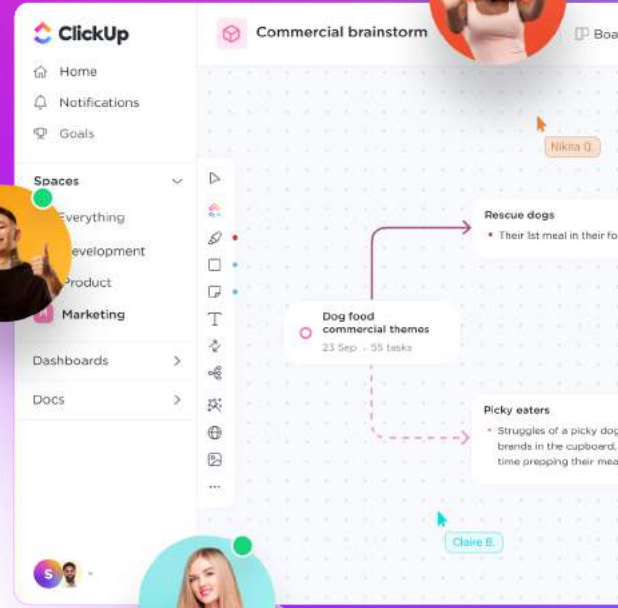 ClickUp
Commercial brainstorm
Boa
Home
Notifications
Goals
Nikita Q.
Spaces
Everything
evelopment
Product
Marketing
Dashboards
Docs
Rescue dogs
Their 1st meal in their fo
Dog food
commercial themes
23 Sep - 55 tasks
Picky eaters
Struggles of a picky dog
brands in the cupboard,
time prepping their mea
Claire B.
S